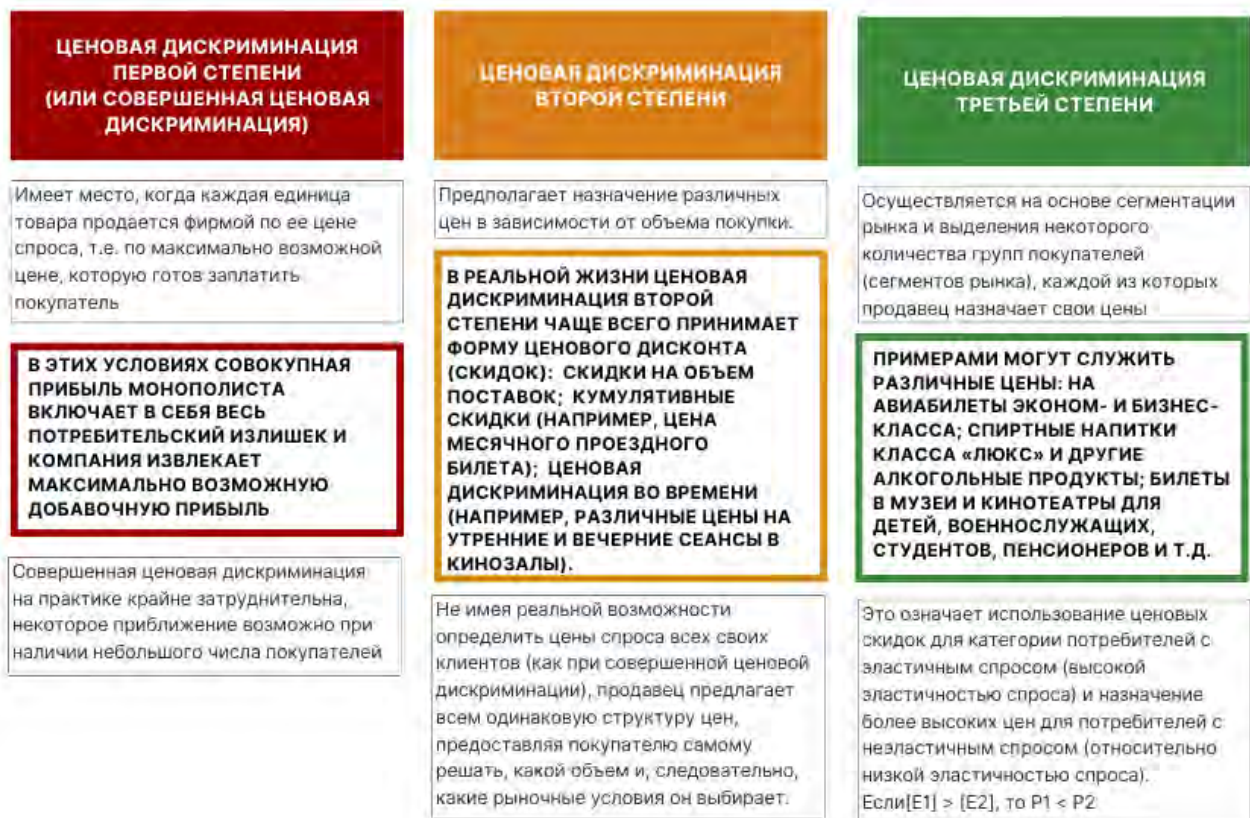 ЦЕНОВАЯ ДИСКРИМИНАЦИЯ
ПЕРВОЙ СТЕПЕНИ
(ИЛИ СОВЕРШЕННАЯ ЦЕНОВАЯ
ДИСКРИМИНАЦИЯ)
Имеет место, когда каждая единица
товара продается фирмой по ее цене
спроса, т.е. по максимально возможной
цене, которую готов заплатить
покупатель
В ЭТИХ УСЛОВИЯХ СОВОКУПНАЯ
ПРИБЫЛЬ МОНОПОЛИСТА
ВКЛЮЧАЕТ В СЕБЯ ВЕСЬ
ПОТРЕБИТЕЛЬСКИЙ ИЗЛИШЕК И
КОМПАНИЯ ИЗВЛЕКАЕТ
МАКСИМАЛЬНО ВОЗМОЖНУЮ
ДОБАВОЧНУЮ ПРИБЫЛЬ
Совершенная ценовая дискриминация
на практике крайне затруднительна,
некоторое приближение возможно при
наличии небольшого числа покупателей
ЦЕНОВАЯ ДИСКРИМИНАЦИЯ
ВТОРОЙ СТЕПЕНИ
Предполагает назначение различных
цен в зависимости от объема покупки.
В РЕАЛЬНОЙ ЖИЗНИ ЦЕНОВАЯ
ДИСКРИМИНАЦИЯ ВТОРОЙ
СТЕПЕНИ ЧАЩЕ ВСЕГО ПРИНИМАЕТ
ФОРМУ ЦЕНОВОГО ДИСКОНТА
(СКИДОК): СКИДКИ НА ОБЪЕМ
ПОСТАВОК; КУМУЛЯТИВНЫЕ
СКИДКИ (НАПРИМЕР, ЦЕНА
МЕСЯЧНОГО ПРОЕЗДНОГО
БИЛЕТА); ЦЕНОВАЯ
ДИСКРИМИНАЦИЯ ВО ВРЕМЕНИ
(НАПРИМЕР, РАЗЛИЧНЫЕ ЦЕНЫ НА
УТРЕННИЕ И ВЕЧЕРНИЕ СЕАНСЫ В
КИНОЗАЛЫ).
Не имея реальной возможности
определить цены спроса всех своих
клиентов (как при совершенной ценовой
дискриминации), продавец предлагает
всем одинаковую структуру цен,
предоставляя покупателю самому
решать, какой объем и, следовательно,
какие рыночные условия он выбирает.
ЦЕНОВАЯ ДИСКРИМИНАЦИЯ
ТРЕТЬЕЙ СТЕПЕНИ
Осуществляется на основе сегментации
рынка и выделения некоторого
количества групп покупателей
(сегментов рынка), каждой из которых
продавец назначает свои цены
ПРИМЕРАМИ МОГУТ СЛУЖИТЬ
РАЗЛИЧНЫЕ ЦЕНЫ: НА
АВИАБИЛЕТЫ ЭКОНОМ- И БИЗНЕС-
КЛАССА; СПИРТНЫЕ НАПИТКИ
КЛАССА «ЛЮКС» И ДРУГИЕ
АЛКОГОЛЬНЫЕ ПРОДУКТЫ; БИЛЕТЫ
В МУЗЕИ И КИНОТЕАТРЫ ДЛЯ
ДЕТЕЙ, ВОЕННОСЛУЖАЩИХ,
СТУДЕНТОВ, ПЕНСИОНЕРОВ И Т.Д.
Это означает использование ценовых
скидок для категории потребителей с
эластичным спросом (высокой
эластичностью спроса) и назначение
более высоких цен для потребителей с
неэластичным спросом (относительно
низкой эластичностью спроса).
Если[E1] > [E2], то P1 < P2